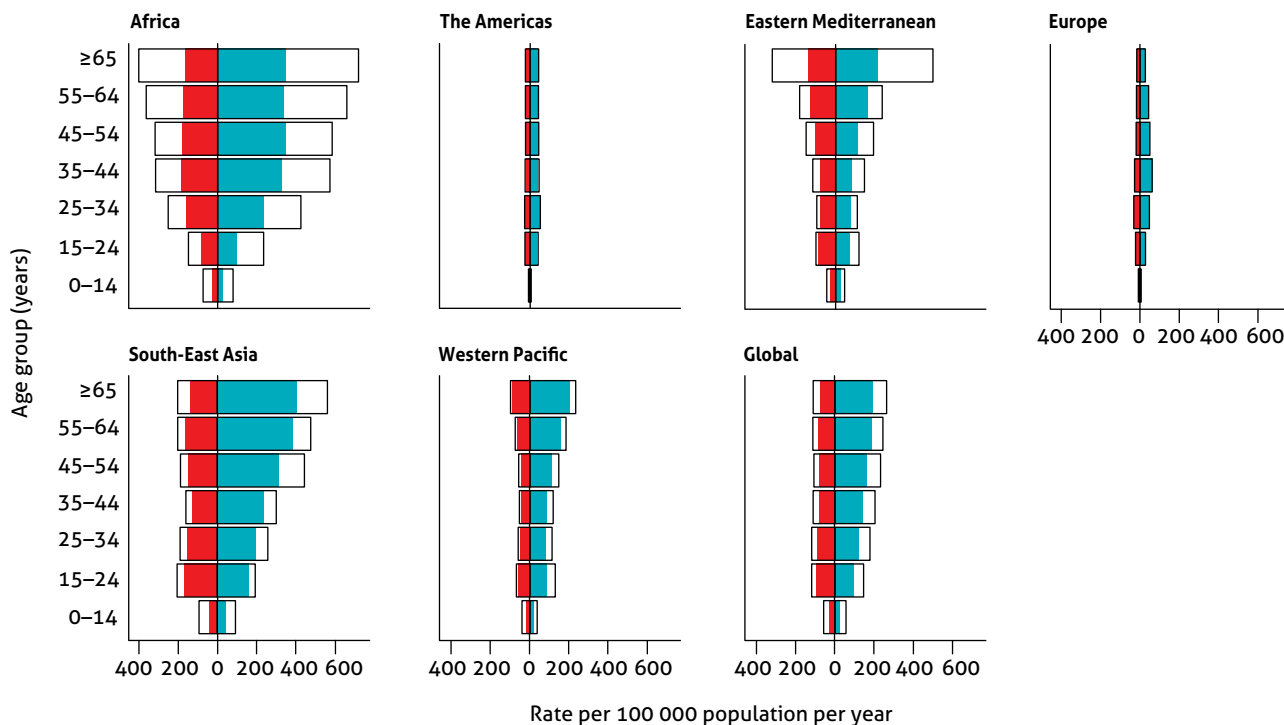 Africa
The Americas
Eastern Mediterranean
Europe
≥65
55–64
45–54
35–44
25–34
15–24
0–14
400 200 0 200 400 600
Age group (years)
South-East Asia
Western Pacific
Global
≥65
55–64
45–54
35–44
25–34
15–24
0–14
400 200 0 200 400 600
400 200 0 200 400 600
400 200 0 200 400 600
Rate per 100 000 population per year